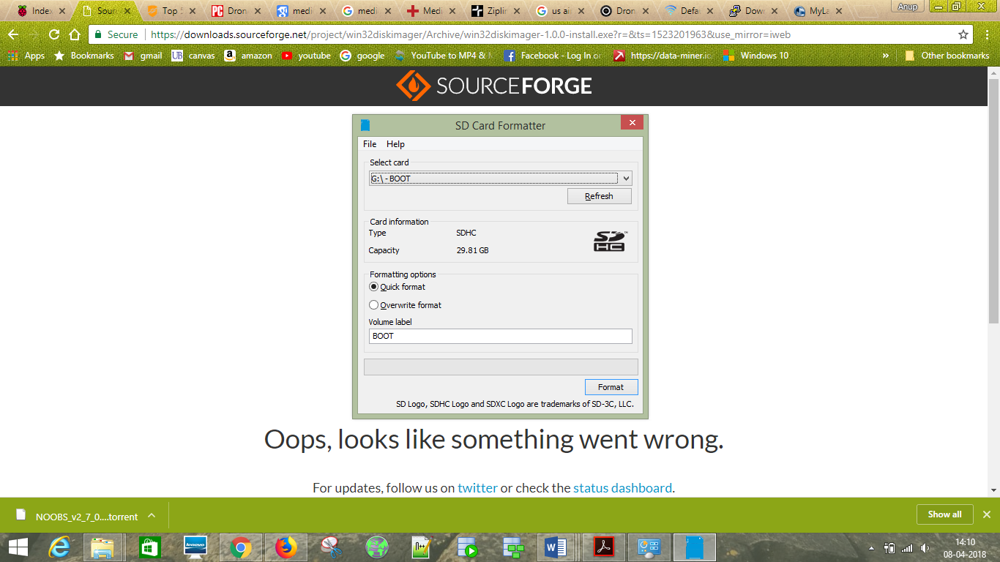 Index
Sour
Top
Dron
medi
medi
Medi
Ziplin
us ai
Dron
Defau
Dow
MyLa
Anup
Secure
https://downloads.sourceforge.net/project/win32diskimager/Archive/win32diskimager-1.0.0-install.exe?r=&ts=1523201963&use_mirror=iweb
Apps Bookmarks gmail UB canvas amazon youtube google YouTube to MP4 & Facebook - Log In or https://data-miner.io Windows 10 » Other bookmarks
SOURCEFORGE
SD Card Formatter
File Help
Select card
G:\ - BOOT
Refresh
Card information
Type SDHC
Capacity 29.81 GB
SD HC
Formatting options
Quick format
Overwrite format
Volume label
BOOT
Format
SD Logo, SDHC Logo and SDXC Logo are trademarks of SD-3C, LLC.
Oops, looks like something went wrong.
For updates, follow us on twitter or check the status dashboard.
NOOBS_v2_7_0....torrent
Show all
lenovo
14:10
08-04-2018